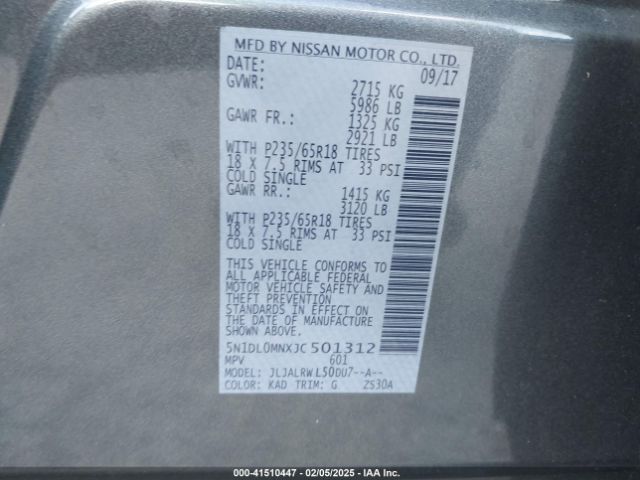 MFD BY NISSAN MOTOR CO., LTD.
DATE: 09/17
GVWR: 2715 KG
5986 LB
GAWR FR.: 1325 KG
2921 LB
WITH P235/65R18 TIRES
18 X 7.5 RIMS AT 33 PSI
COLD SINGLE
GAWR RR.: 1415 KG
3120 LB
WITH P235/65R18 TIRES
18 X 7.5 RIMS AT 33 PSI
COLD SINGLE
THIS VEHICLE CONFORMS TO
ALL APPLICABLE FEDERAL
MOTOR VEHICLE SAFETY AND
THEFT PREVENTION
STANDARDS IN EFFECT ON
THE DATE OF MANUFACTURE
SHOWN ABOVE.
5N1DL0MNXJC501312
MPV 601
MODEL: JLJALRWL50DU7--A--
COLOR: KAD TRIM: G 2S30A
000-41510447 - 02/05/2025 - IAA Inc.